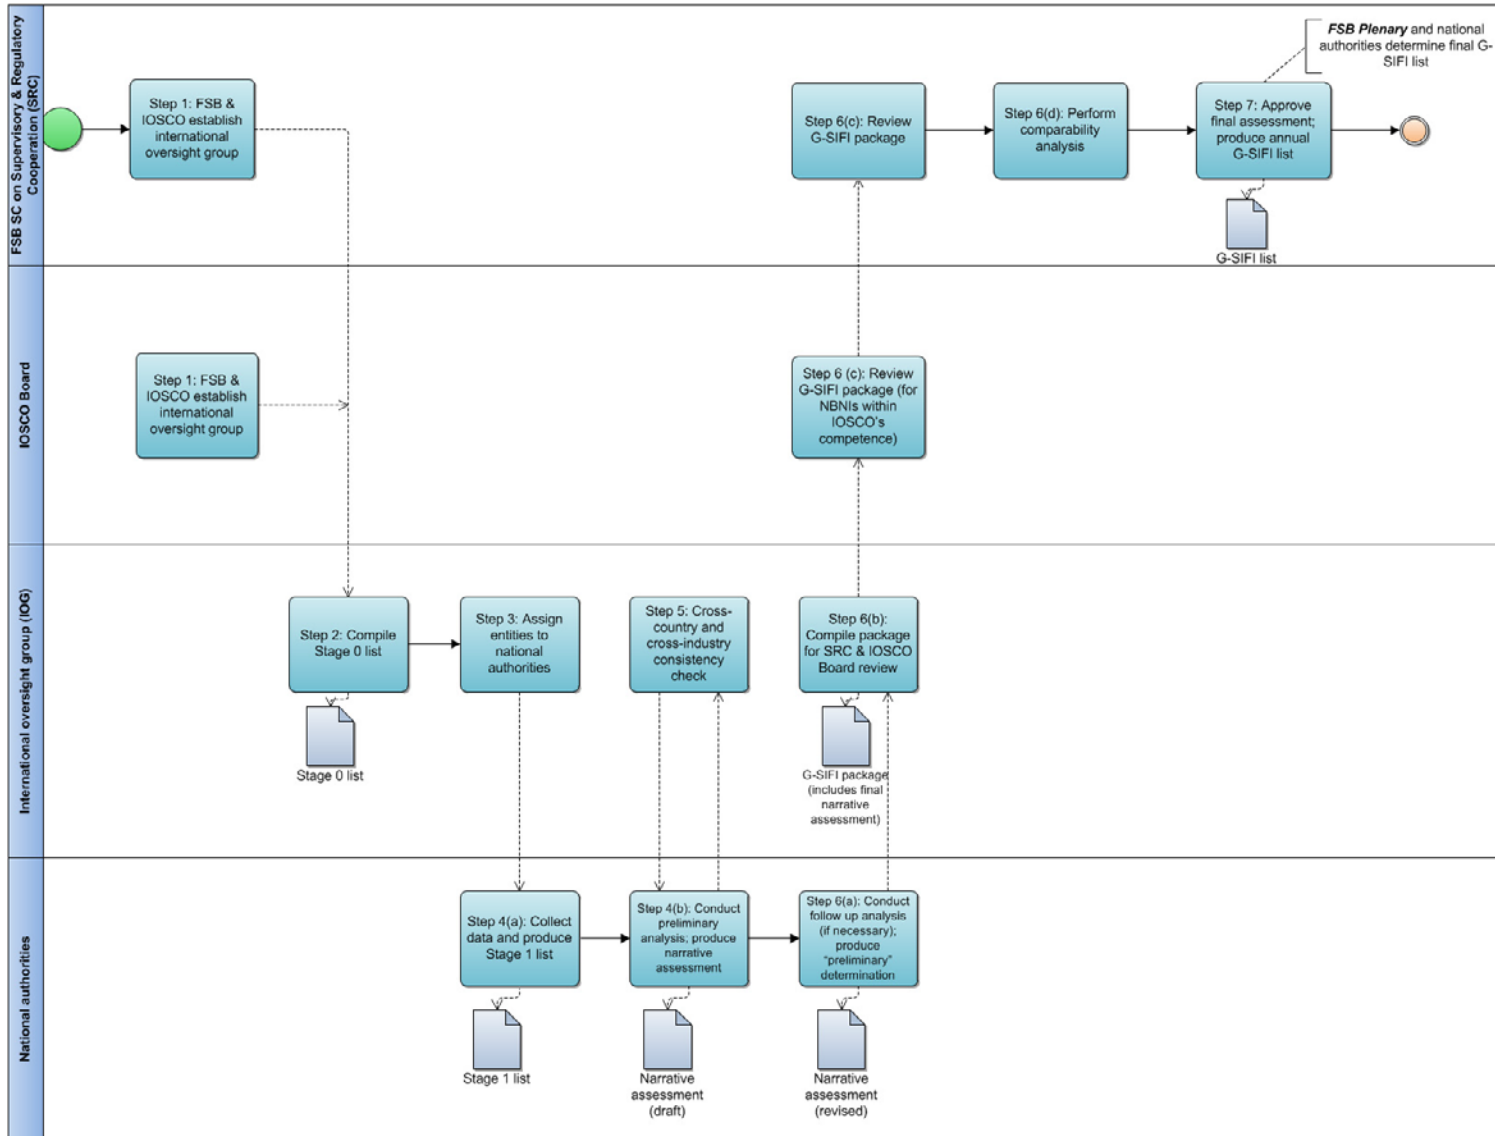 FSB SC on Supervisory & Regulatory
Cooperation (SRC)
Step 1: FSB &
IOSCO establish
international
oversight group
Step 6(c): Review
G-SIFI package
Step 6(d): Perform
comparability
analysis
Step 7: Approve
final assessment;
produce annual
G-SIFI list
FSB Plenary and national
authorities determine final G-
SIFI list
G-SIFI list
IOSCO Board
Step 1: FSB &
IOSCO establish
international
oversight group
Step 6 (c): Review
G-SIFI package (for
NBNIs within
IOSCO's
competence)
International oversight group (IOG)
Step 2: Compile
Stage 0 list
Stage 0 list
Step 3: Assign
entities to
national
authorities
Step 5: Cross-
country and
cross-industry
consistency
check
Step 6(b):
Compile package
for SRC & IOSCO
Board review
G-SIFI package
(includes final
narrative
assessment)
National authorities
Step 4(a): Collect
data and produce
Stage 1 list
Stage 1 list
Step 4(b): Conduct
preliminary
analysis; produce
narrative
assessment
Narrative
assessment
(draft)
Step 6(a): Conduct
follow up analysis
(if necessary);
produce
"preliminary"
determination
Narrative
assessment
(revised)